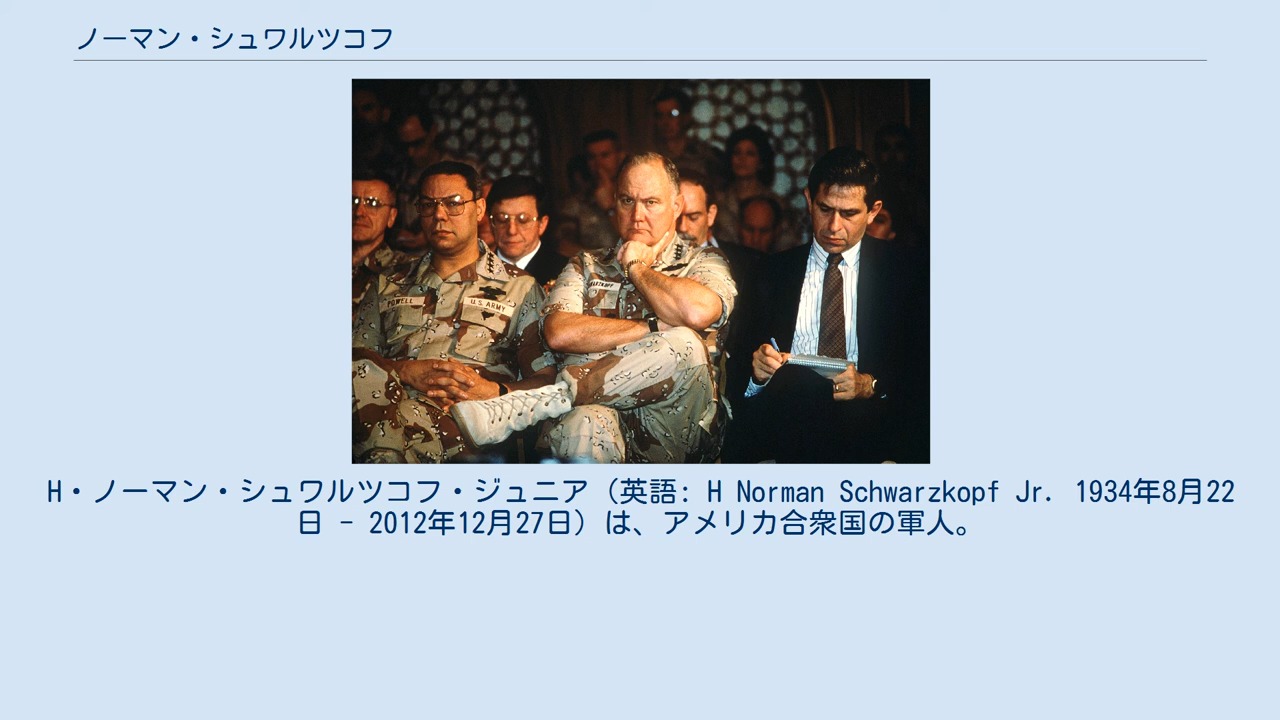 ノーマン・シュワルツコフ
POWELL
U.S. ARMY
H・ノーマン・シュワルツコフ・ジュニア（英語: H Norman Schwarzkopf Jr. 1934年8月22
日 - 2012年12月27日）は、アメリカ合衆国の軍人。